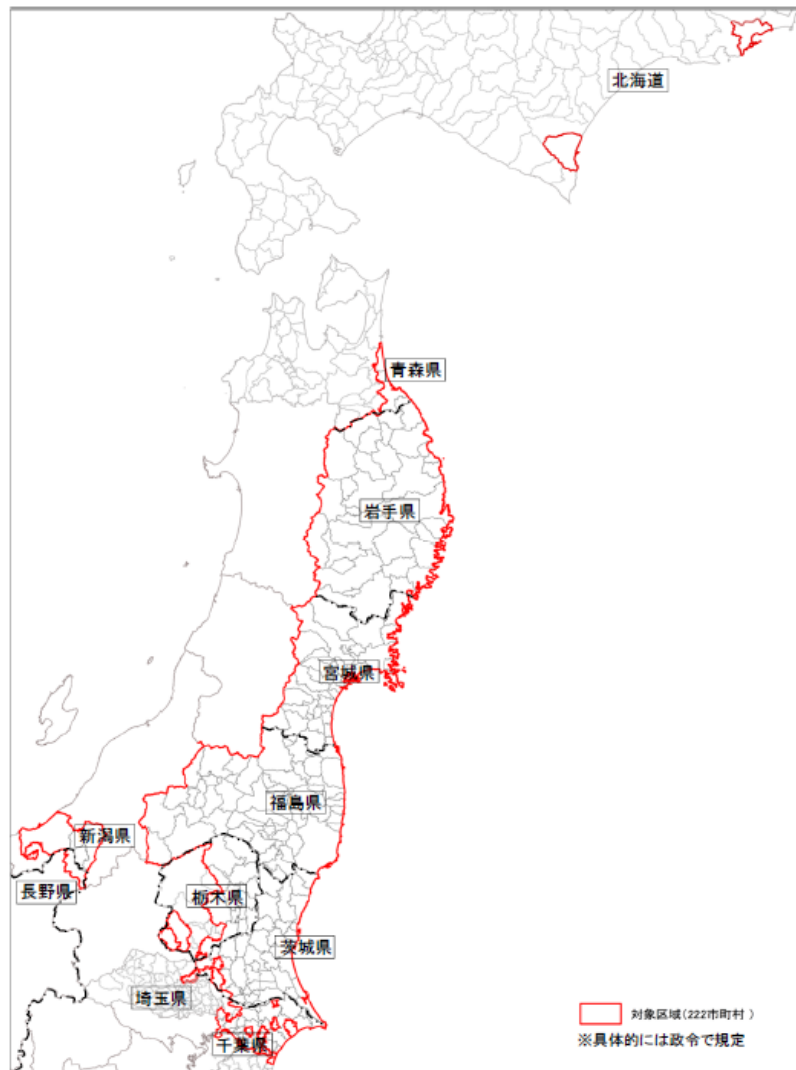 北海道
青森県
岩手県
宮城県
福島県
新潟県
長野県
栃木県
茨城県
埼玉県
千葉県
対象区域(222市町村 )
※具体的には政令で規定